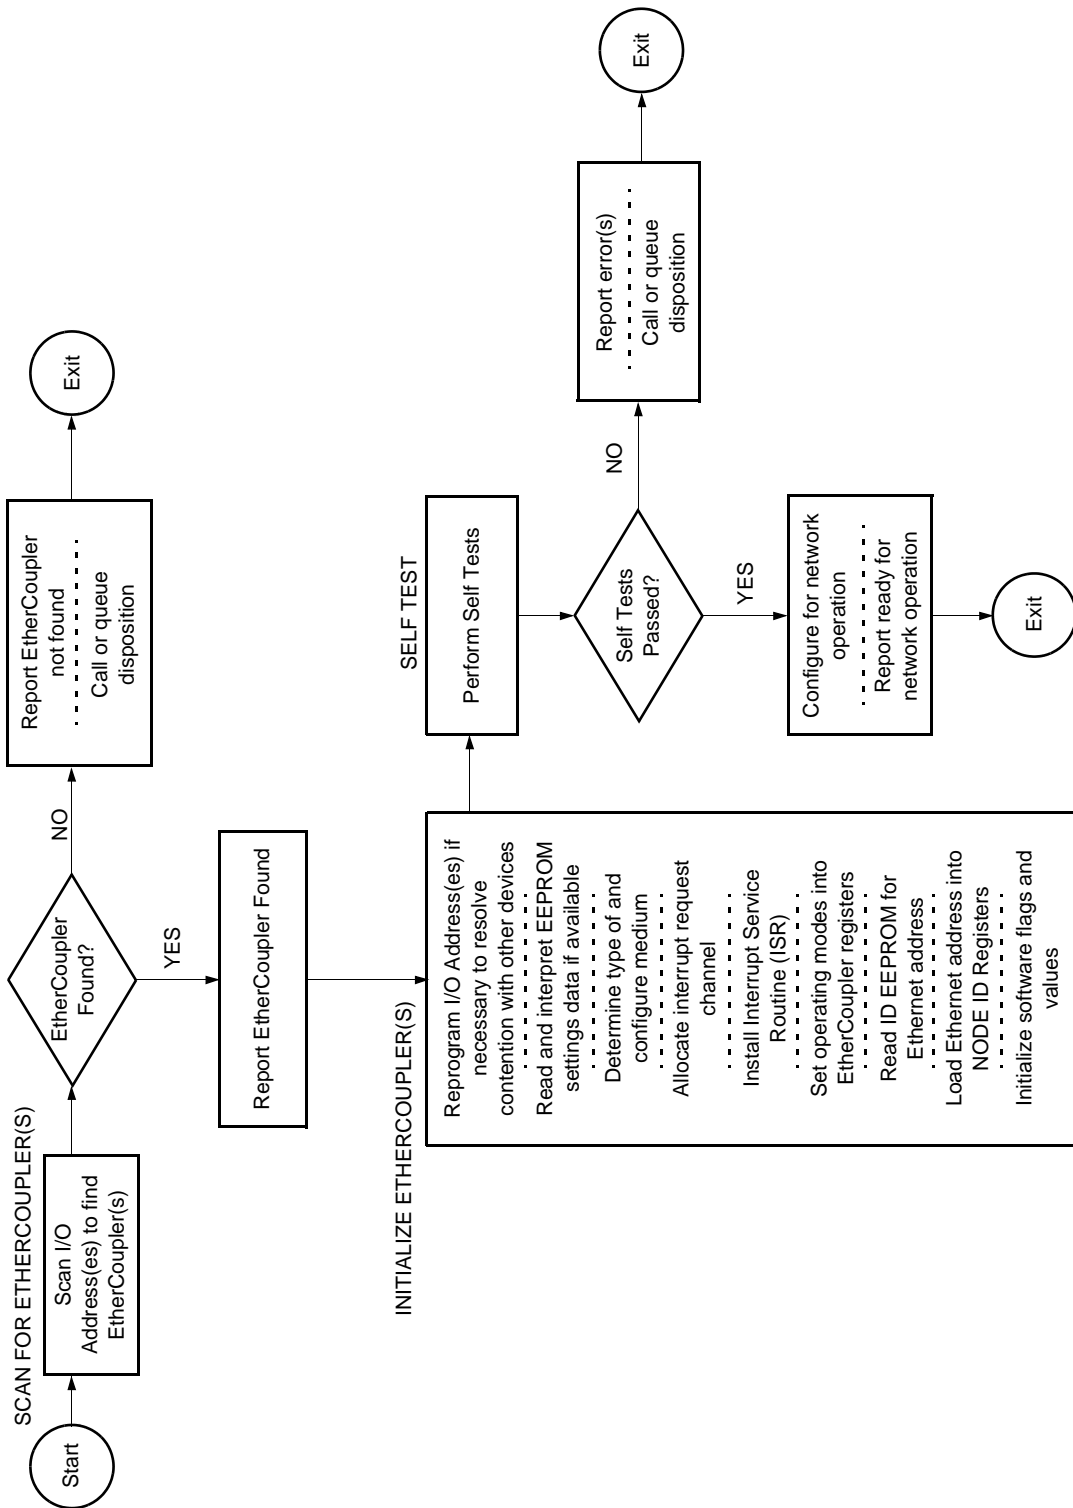 SCAN FOR ETHERCOUPLER(S)
Start
Scan I/O
Address(es) to find
EtherCoupler(s)
EtherCoupler
Found?
NO
Report EtherCoupler
not found
Call or queue
disposition
Exit
YES
Report EtherCoupler Found
INITIALIZE ETHERCOUPLER(S)
Reprogram I/O Address(es) if
necessary to resolve
contention with other devices
Read and interpret EEPROM
settings data if available
Determine type of and
configure medium
Allocate interrupt request
channel
Install Interrupt Service
Routine (ISR)
Set operating modes into
EtherCoupler registers
Read ID EEPROM for
Ethernet address
Load Ethernet address into
NODE ID Registers
Initialize software flags and
values
SELF TEST
Perform Self Tests
Self Tests
Passed?
NO
Report error(s)
Call or queue
disposition
Exit
YES
Configure for network
operation
Report ready for
network operation
Exit